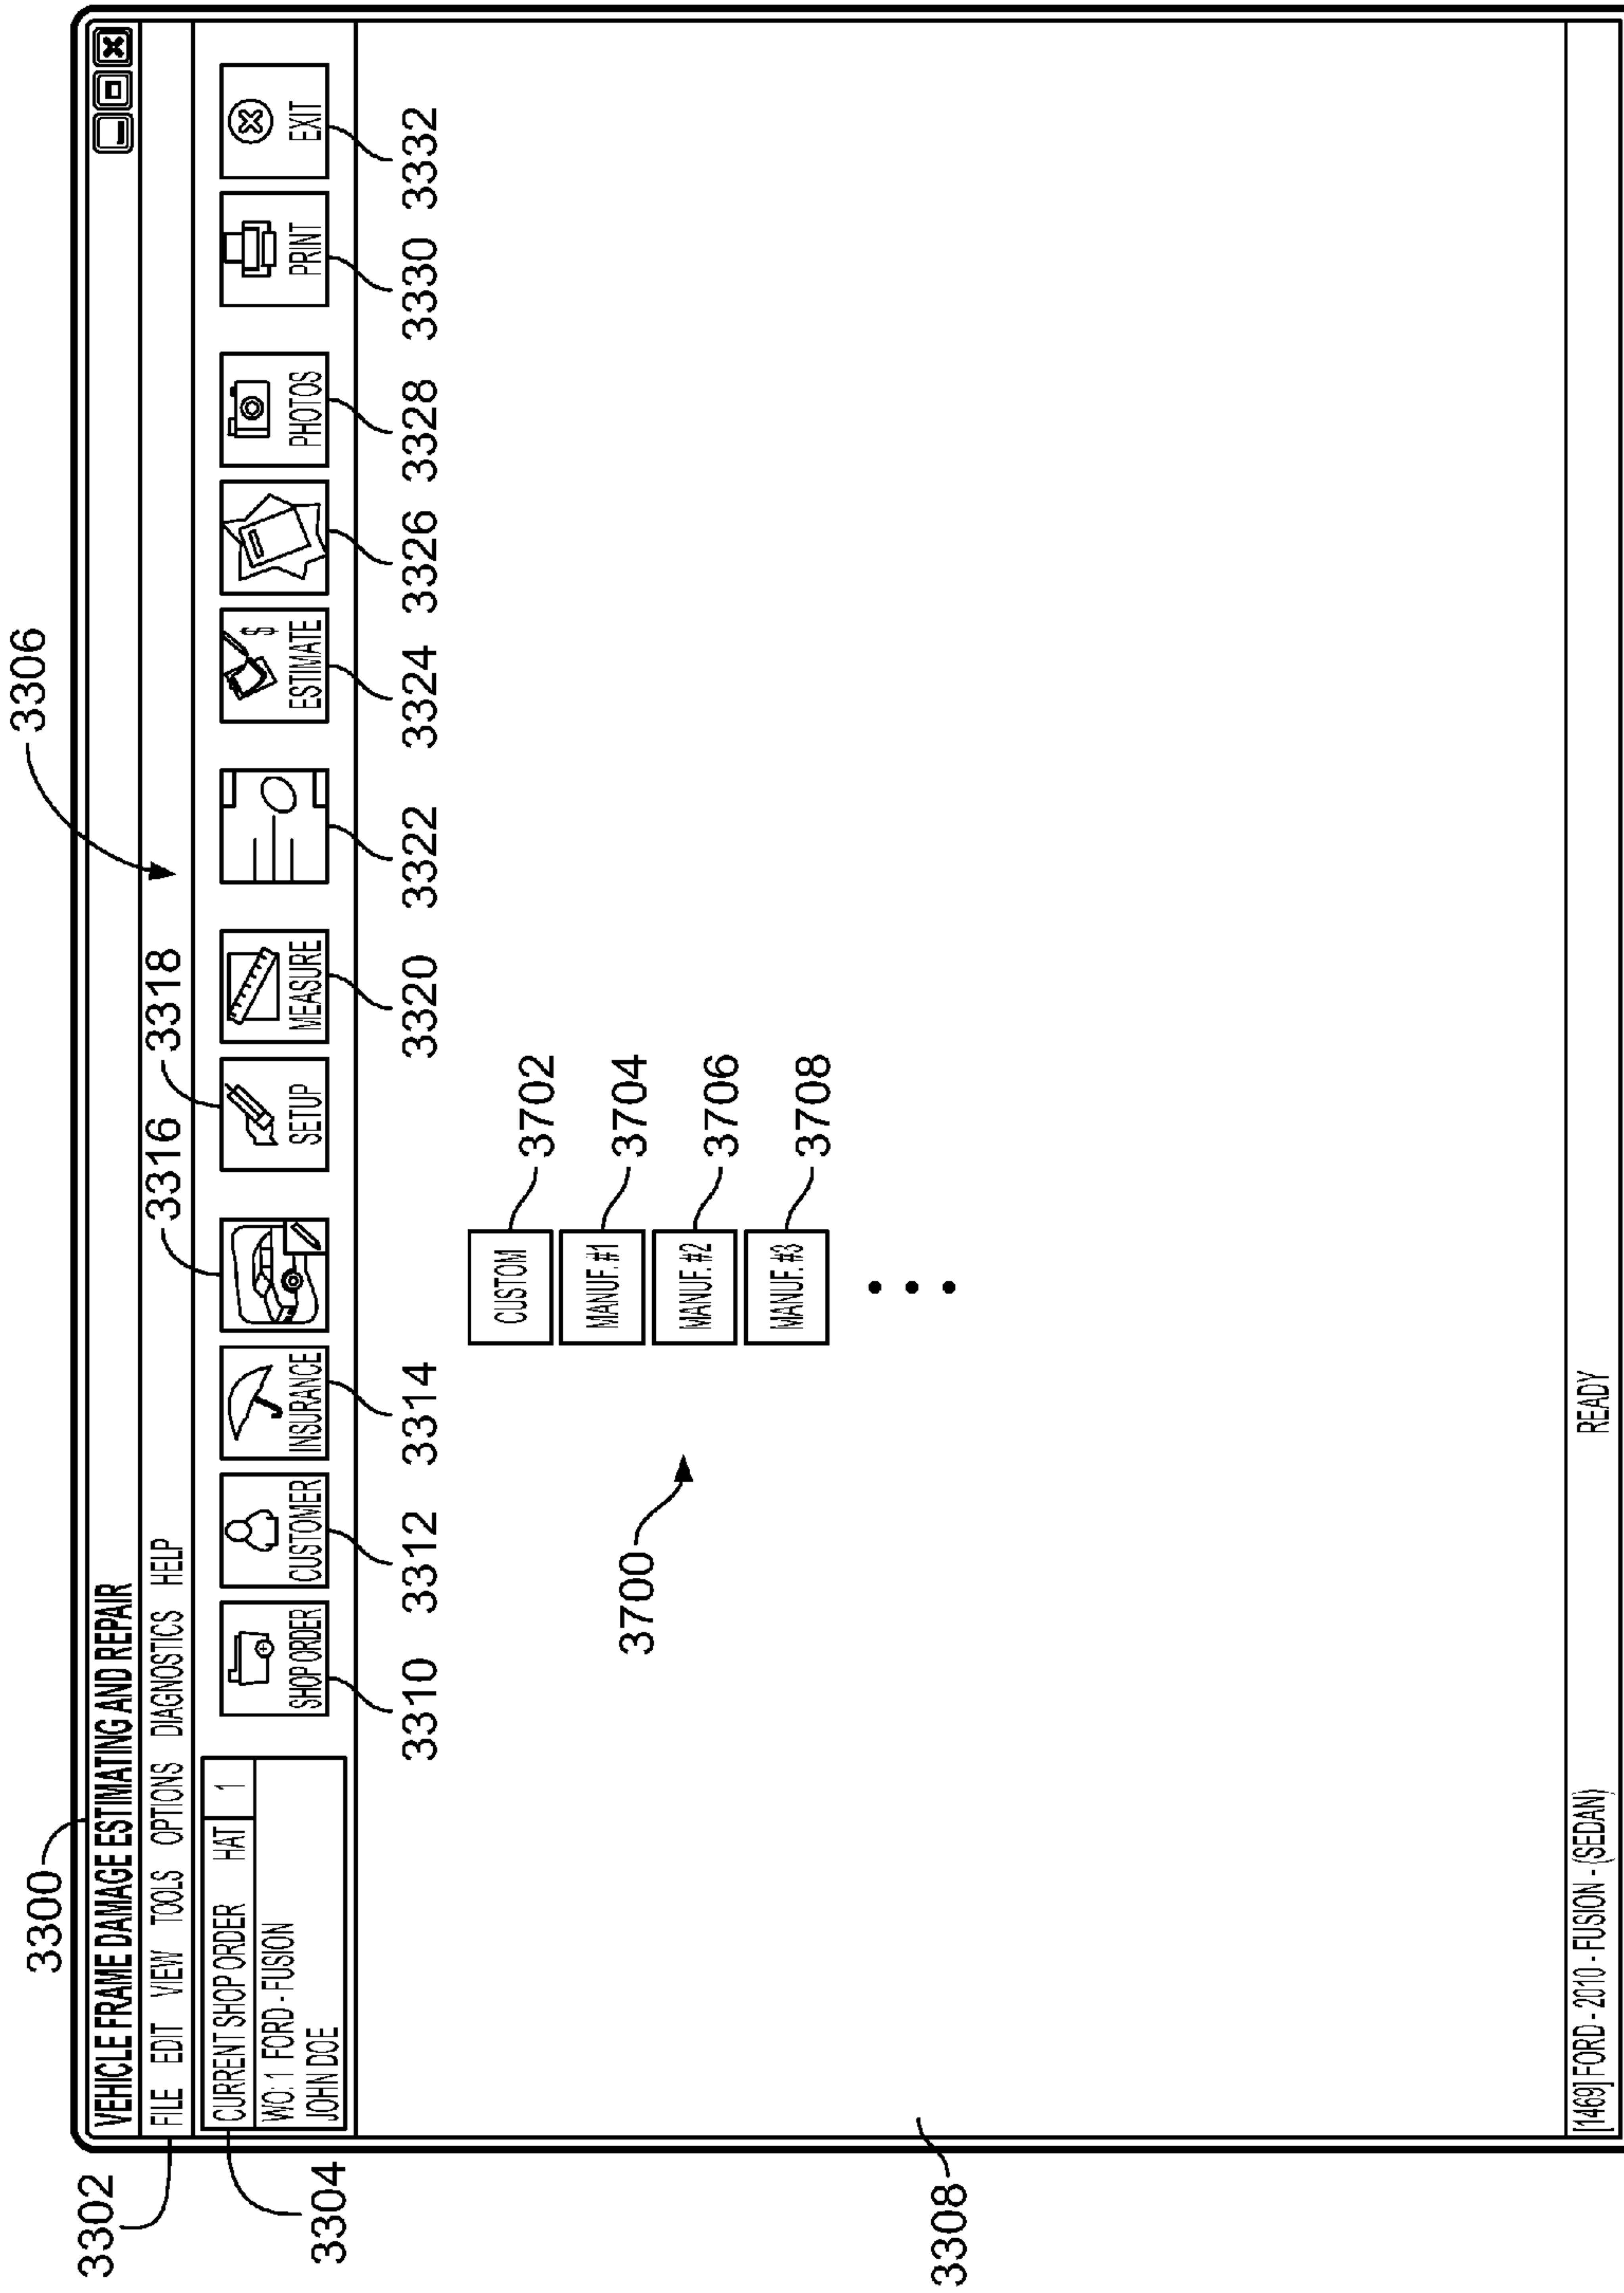 3306
3300
VEHICLE FRAME DAMAGE ESTIMATING AND REPAIR
3302
FILE EDIT VIEW TOOLS OPTIONS DIAGNOSTICS HELP
3316
3318
3304
CURRENT SHOP ORDER HAT 1
WO: 1 FORD - FUSION
JOHN DOE
SHOP ORDER
CUSTOMER
INSURANCE
SETUP
MEASURE
$
ESTIMATE
PHOTOS
PRINT
EXIT
3310
3312
3314
3320
3322
3324
3326
3328
3330
3332
3700
CUSTOM
3702
MANUF. #1
3704
MANUF. #2
3706
MANUF. #3
3708
3308
[1469] FORD - 2010 - FUSION - (SEDAN)
READY